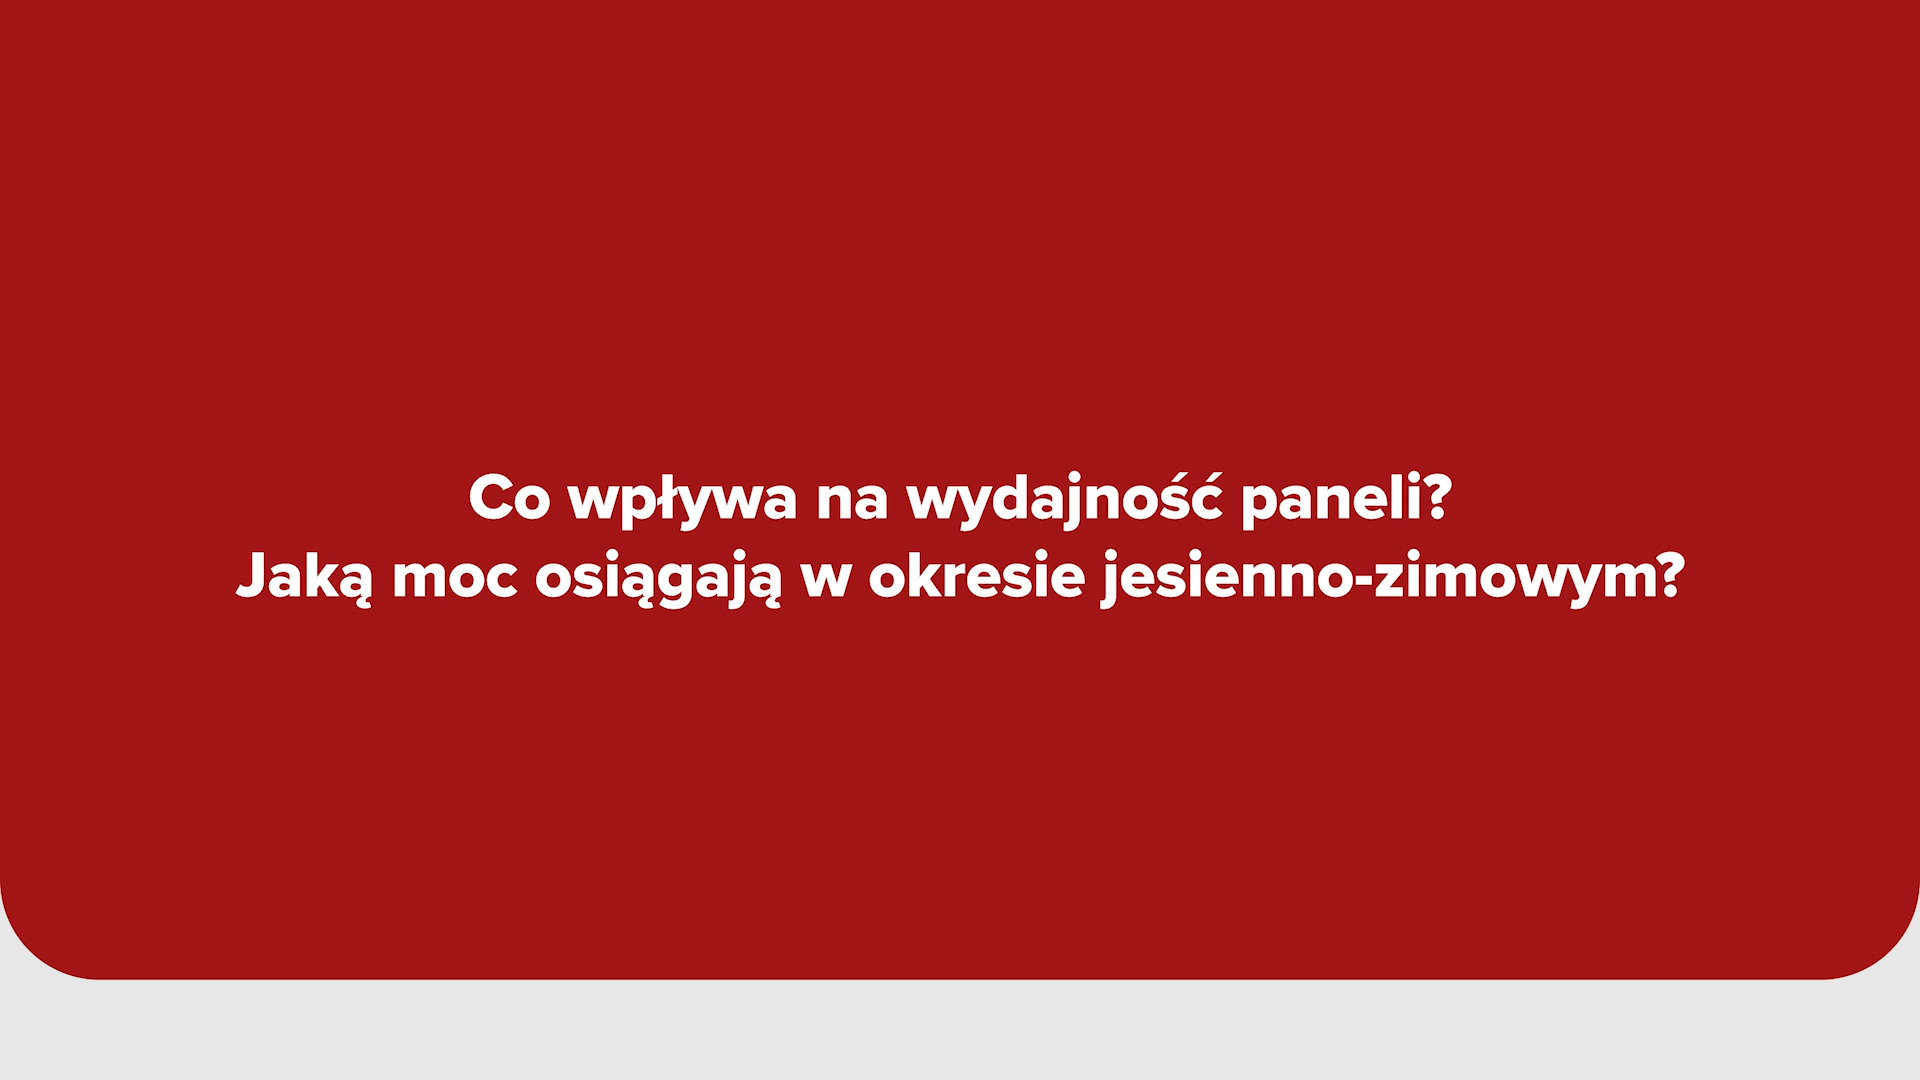 Co wpływa na wydajność paneli?
Jaką moc osiągają w okresie jesienno-zimowym?